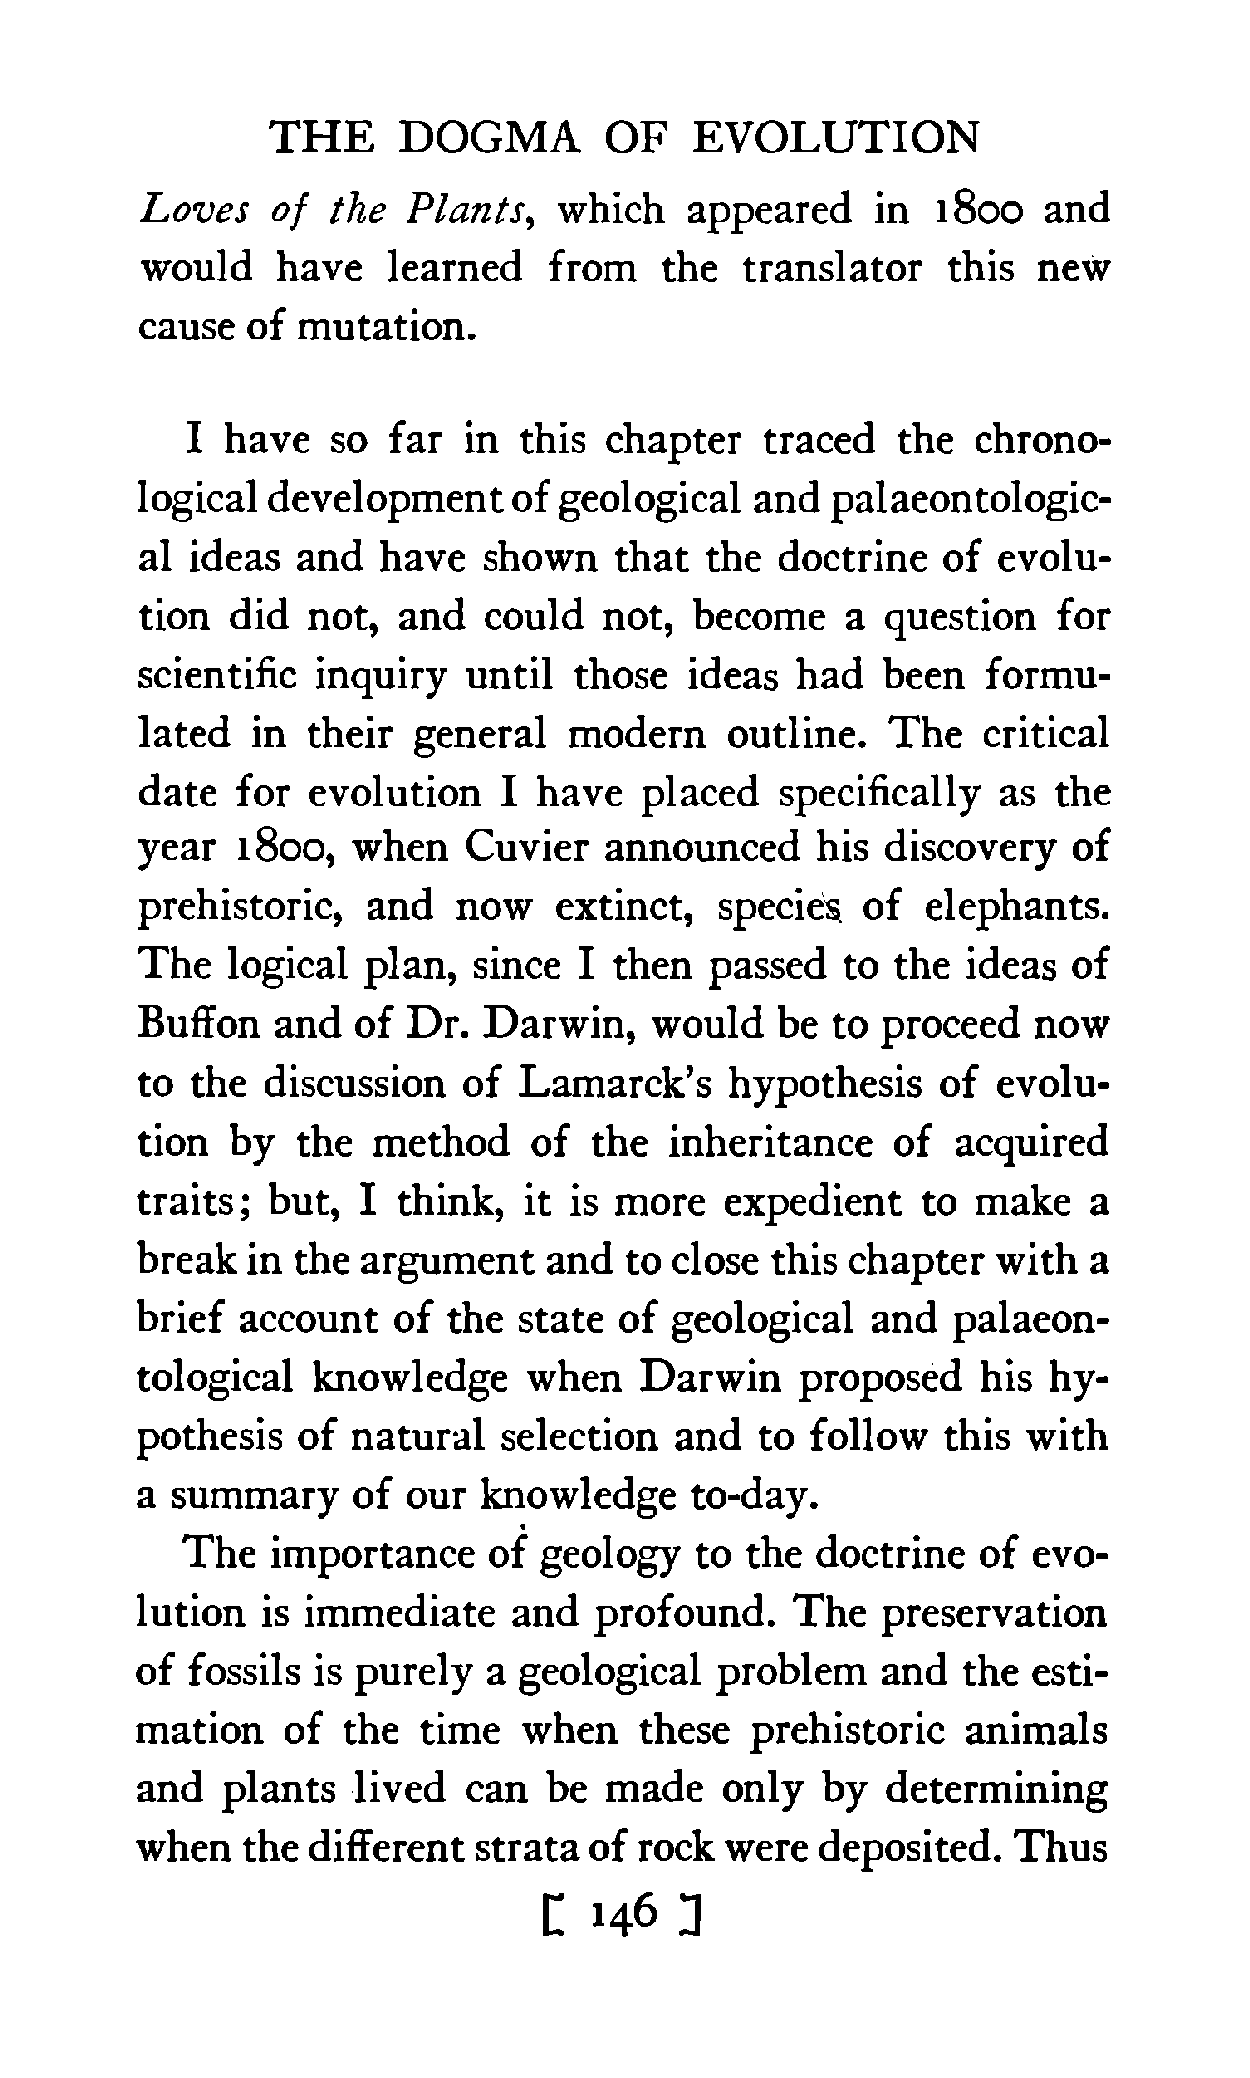 THE DOGMA OF EVOLUTION
Loves of the Plants, which appeared in 1800 and
would have learned from the translator this new
cause of mutation.
I have so far in this chapter traced the chrono-
logical development of geological and palaeontologic-
al ideas and have shown that the doctrine of evolu-
tion did not, and could not, become a question for
scientific inquiry until those ideas had been formu-
lated in their general modern outline. The critical
date for evolution I have placed specifically as the
year 1800, when Cuvier announced his discovery of
prehistoric, and now extinct, species of elephants.
The logical plan, since I then passed to the ideas of
Buffon and of Dr. Darwin, would be to proceed now
to the discussion of Lamarck's hypothesis of evolu-
tion by the method of the inheritance of acquired
traits; but, I think, it is more expedient to make a
break in the argument and to close this chapter with a
brief account of the state of geological and palaeon-
tological knowledge when Darwin proposed his hy-
pothesis of natural selection and to follow this with
a summary of our knowledge to-day.
The importance of geology to the doctrine of evo-
lution is immediate and profound. The preservation
of fossils is purely a geological problem and the esti-
mation of the time when these prehistoric animals
and plants lived can be made only by determining
when the different strata of rock were deposited. Thus
[ 146 ]